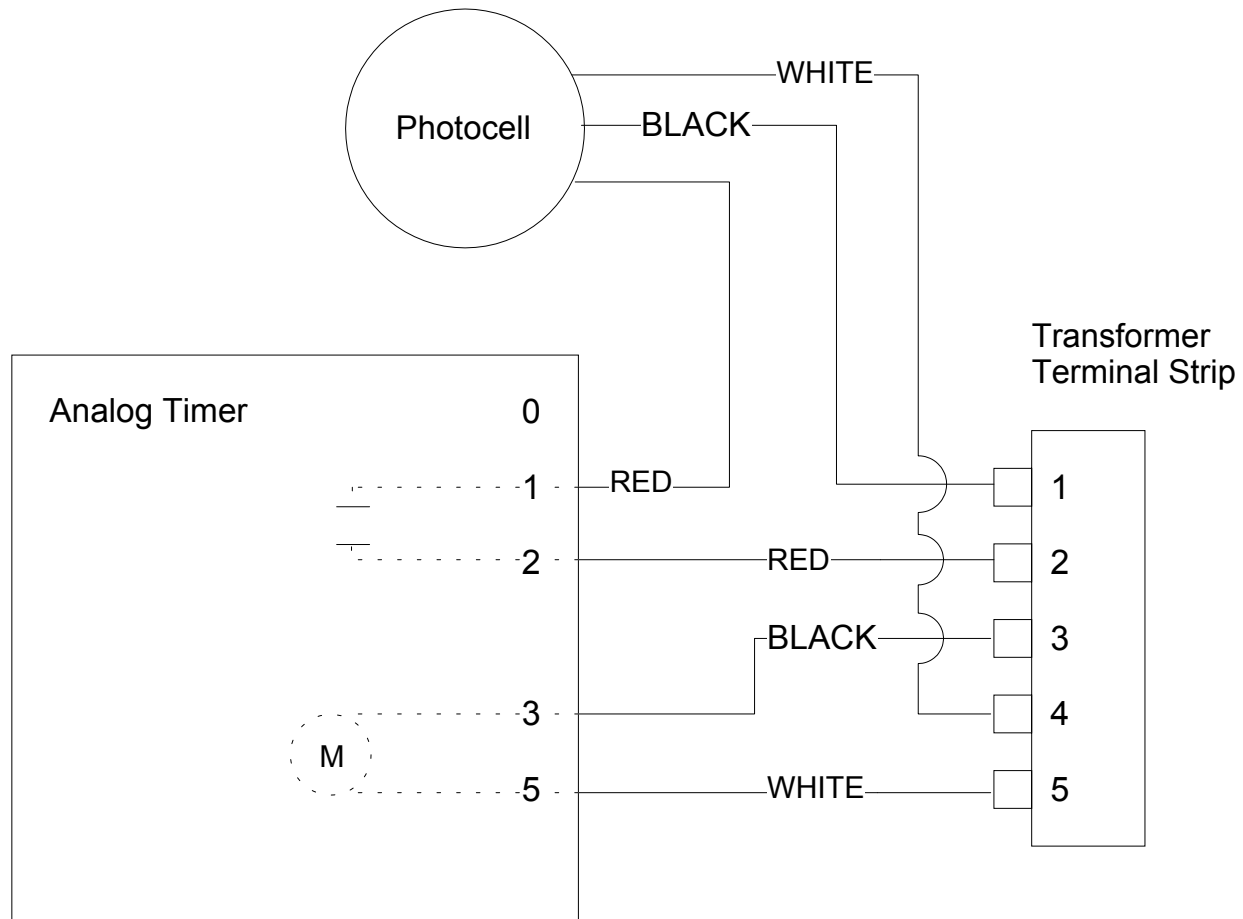 WHITE
Photocell
BLACK
Transformer
Terminal Strip
Analog Timer
0
1
RED
1
2
RED
2
BLACK
3
3
4
M
5
WHITE
5